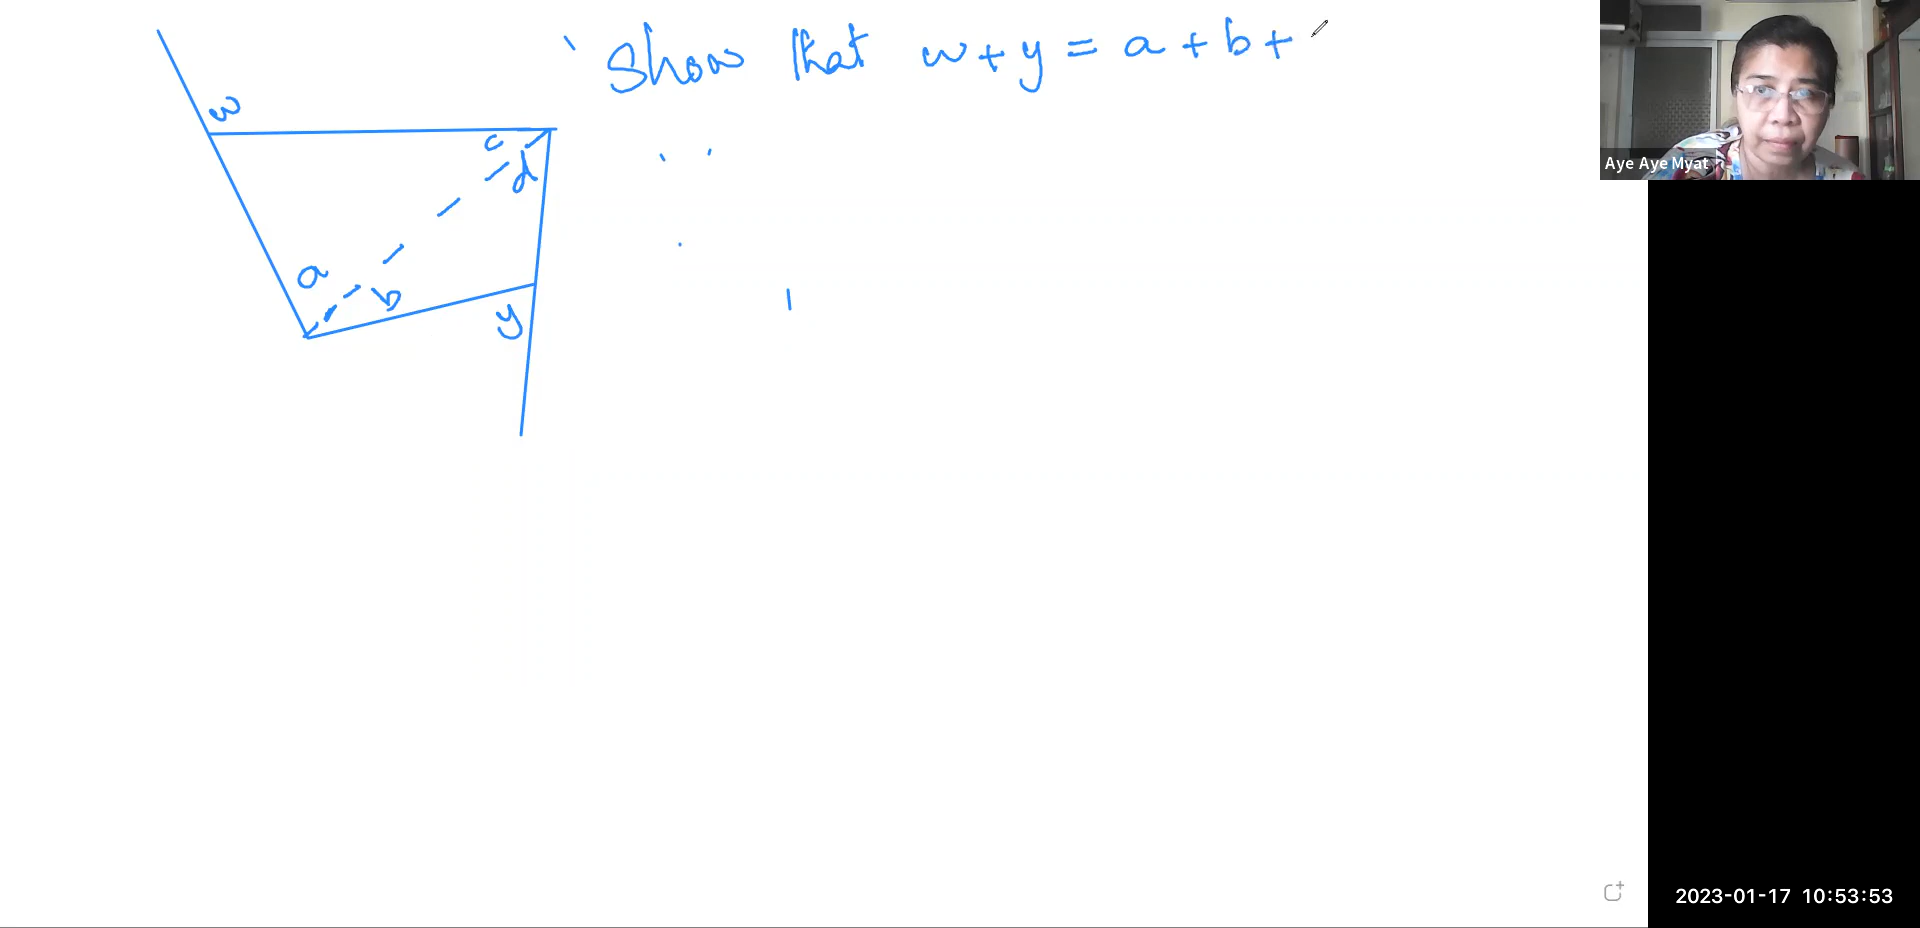 Show that w + y = a + b +
w
c
d
a
b
y
Aye Aye Myat
2023-01-17 10:53:53